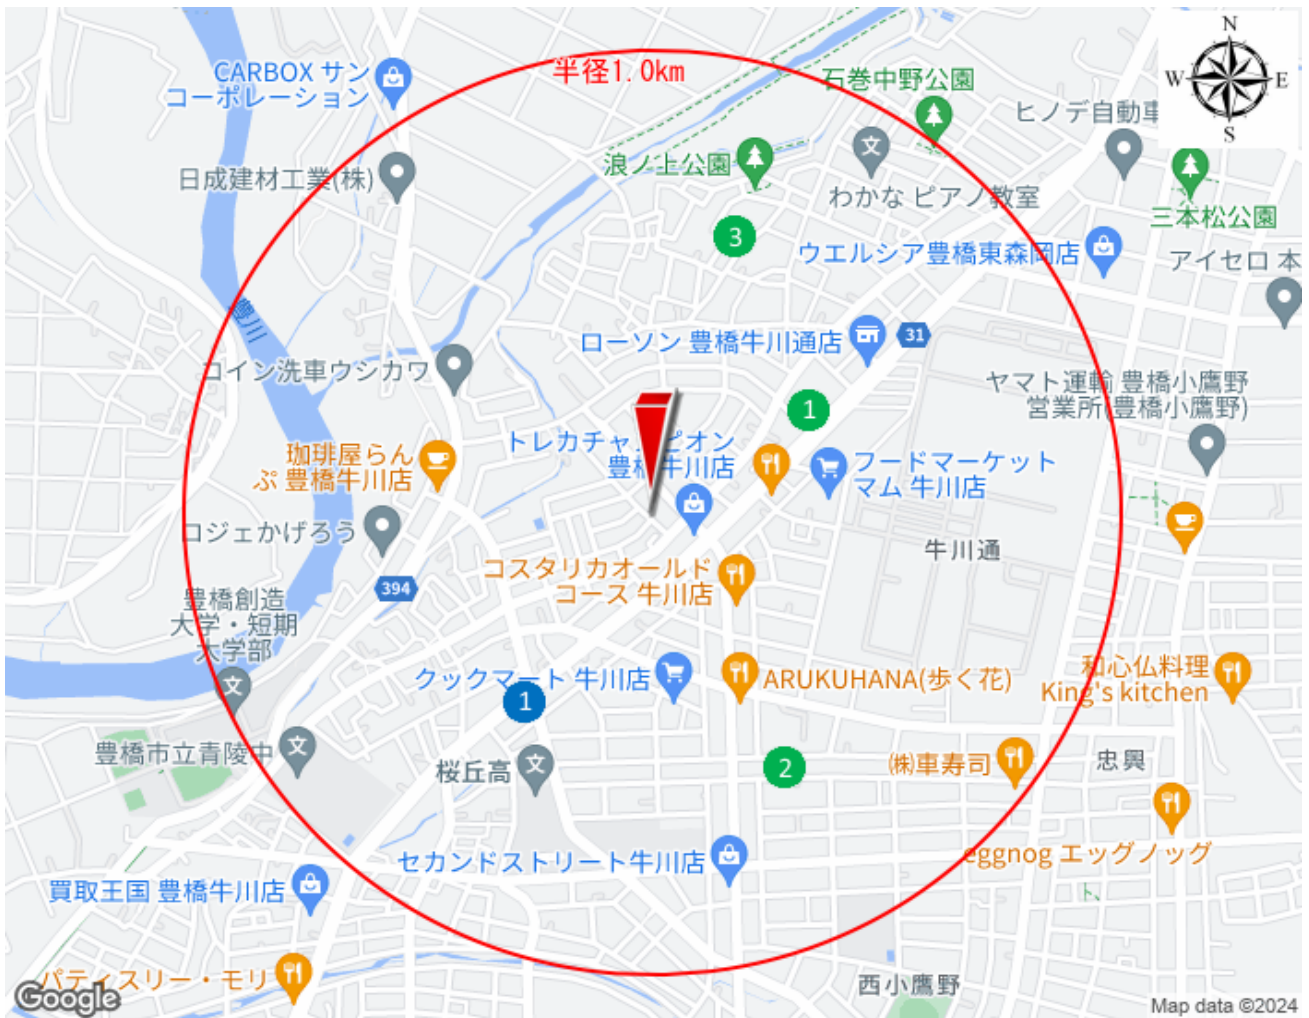 N
W
E
S
CARBOX サン
コーポレーション
半径1.0km
石巻中野公園
ヒノデ自動車
浪ノ上公園
日成建材工業(株)
わかな ピアノ教室
三本松公園
3
ウエルシア豊橋東森岡店
アイセロ 本
豊川
ローソン 豊橋牛川通店
31
コイン洗車ウシカワ
ヤマト運輸 豊橋小鷹野
営業所(豊橋小鷹野)
1
トレカチャンピオン
豊橋牛川店
珈琲屋らん
ぷ 豊橋牛川店
フードマーケット
マム 牛川店
コジェかげろう
牛川通
コスタリカオールド
コース 牛川店
394
豊橋創造
大学・短期
大学部
クックマート 牛川店
ARUKUHANA(歩く花)
和心仏料理
King's kitchen
1
豊橋市立青陵中
桜丘高
2
㈱車寿司
忠興
セカンドストリート牛川店
eggnog エッグノッグ
買取王国 豊橋牛川店
パティスリー・モリ
西小鷹野
Google
Map data ©2024